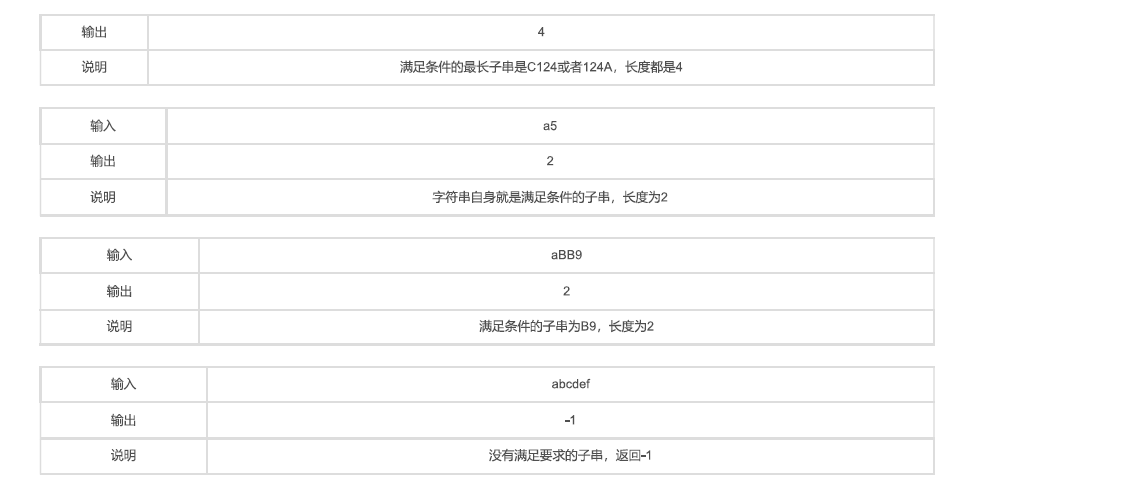 输出 4
说明 满足条件的最长子串是C124或者124A，长度都是4
输入 a5
输出 2
说明 字符串自身就是满足条件的子串，长度为2
输入 aBB9
输出 2
说明 满足条件的子串为B9，长度为2
输入 abcdef
输出 -1
说明 没有满足要求的子串，返回-1